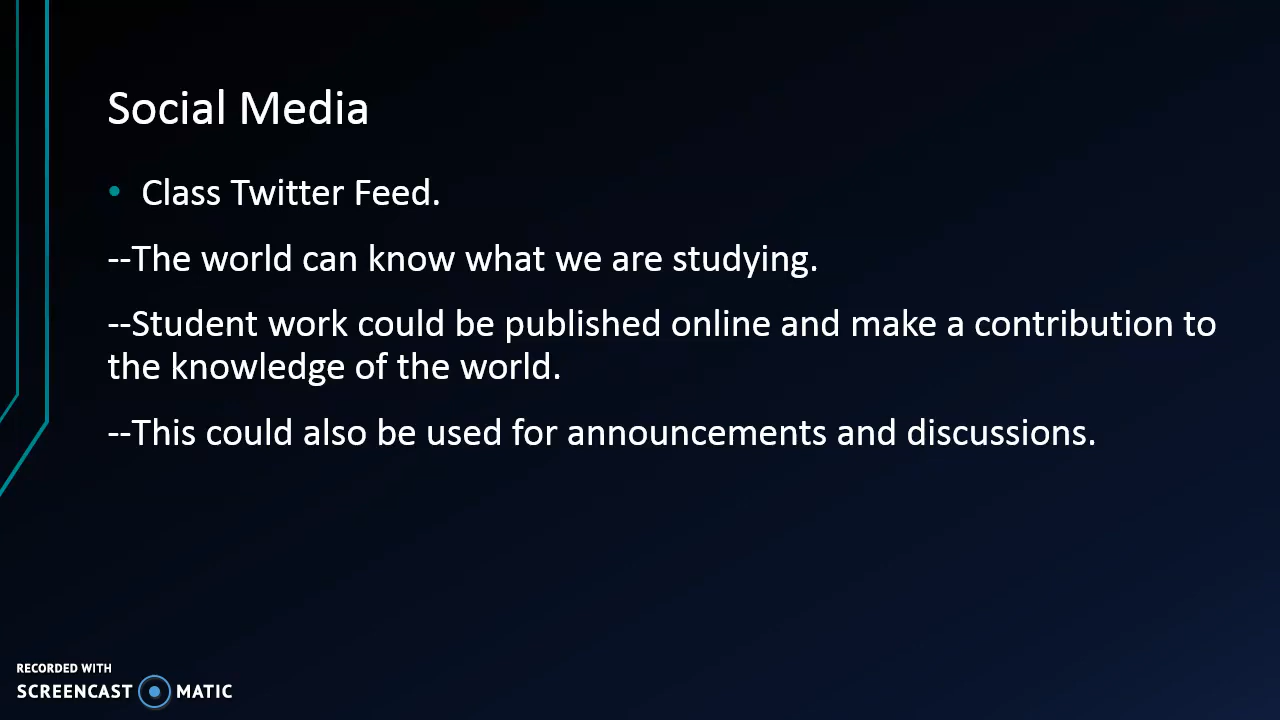 Social Media
• Class Twitter Feed.
--The world can know what we are studying.
--Student work could be published online and make a contribution to
the knowledge of the world.
--This could also be used for announcements and discussions.
RECORDED WITH
SCREENCAST MATIC